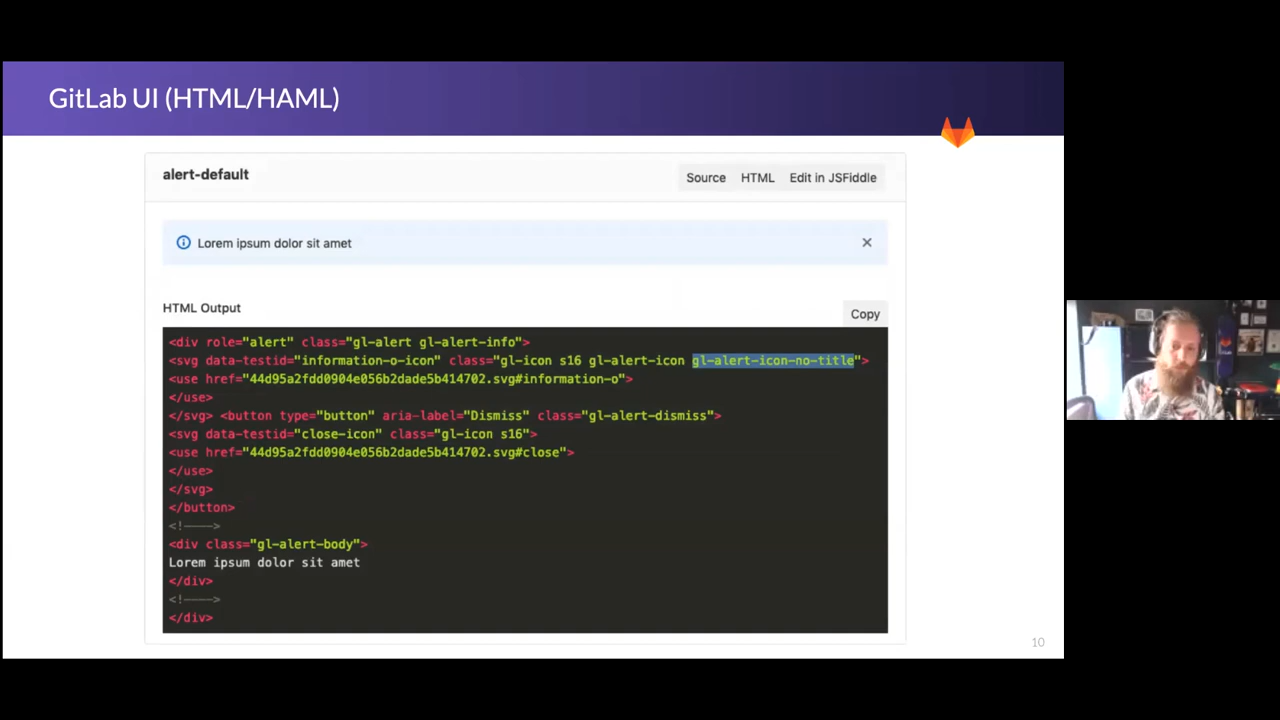 GitLab UI (HTML/HAML)
alert-default
Source HTML Edit in JSFiddle
Lorem ipsum dolor sit amet
HTML Output
Copy
<div role="alert" class="gl-alert gl-alert-info">
<svg data-testid="information-o-icon" class="gl-icon s16 gl-alert-icon gl-alert-icon-no-title">
<use href="44d95a2fdd0904e056b2dade5b414702.svg#information-o">
</use>
</svg> <button type="button" aria-label="Dismiss" class="gl-alert-dismiss">
<svg data-testid="close-icon" class="gl-icon s16">
<use href="44d95a2fdd0904e056b2dade5b414702.svg#close">
</use>
</svg>
</button>
<!---->
<div class="gl-alert-body">
Lorem ipsum dolor sit amet
</div>
<!---->
</div>
10